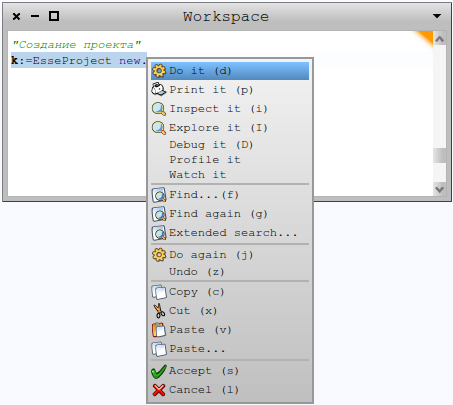 Workspace
"Создание проекта"
k:=EsseProject new.
Do it (d)
Print it (p)
Inspect it (i)
Explore it (I)
Debug it (D)
Profile it
Watch it
Find...(f)
Find again (g)
Extended search...
Do again (j)
Undo (z)
Copy (c)
Cut (x)
Paste (v)
Paste...
Accept (s)
Cancel (l)